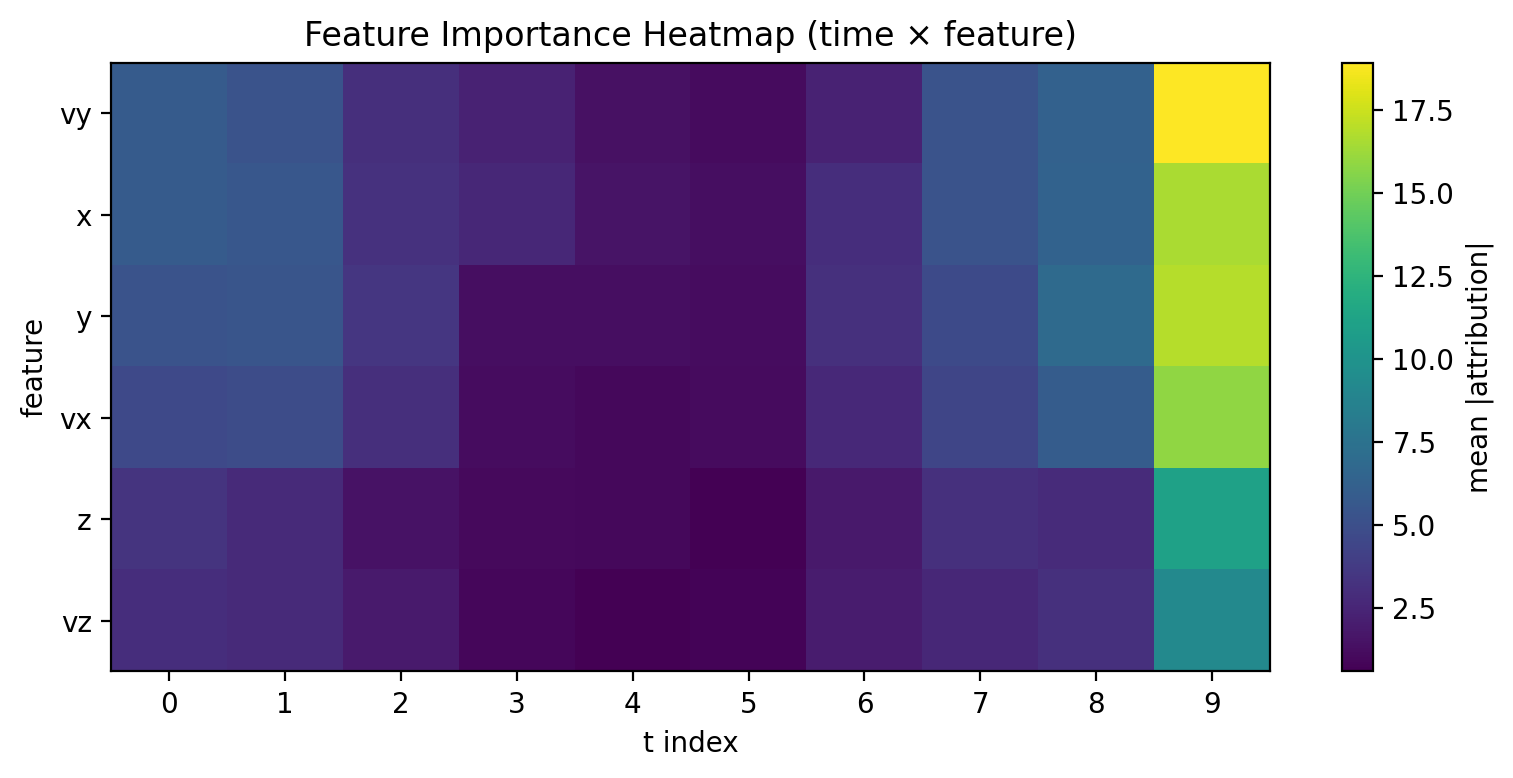 Feature Importance Heatmap (time × feature)
vy
x
y
vx
z
vz
feature
0 1 2 3 4 5 6 7 8 9
t index
17.5
15.0
12.5
10.0
7.5
5.0
2.5
mean |attribution|